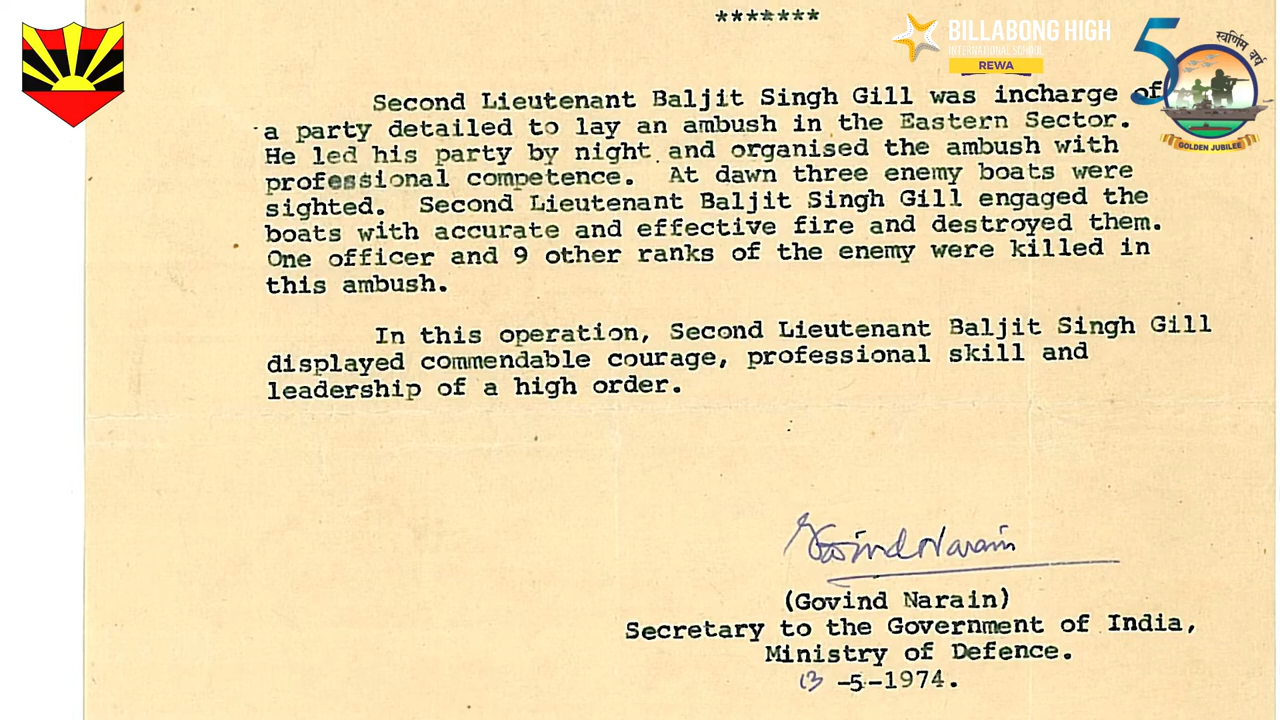 *******
BILLABONG HIGH
INTERNATIONAL SCHOOL
REWA
5
स्वर्णिम वर्ष
GOLDEN JUBILEE
Second Lieutenant Baljit Singh Gill was incharge of
a party detailed to lay an ambush in the Eastern Sector.
He led his party by night and organised the ambush with
professional competence. At dawn three enemy boats were
sighted. Second Lieutenant Baljit Singh Gill engaged the
boats with accurate and effective fire and destroyed them.
One officer and 9 other ranks of the enemy were killed in
this ambush.
In this operation, Second Lieutenant Baljit Singh Gill
displayed commendable courage, professional skill and
leadership of a high order.
Govind Narain
(Govind Narain)
Secretary to the Government of India,
Ministry of Defence.
13 -5-1974.